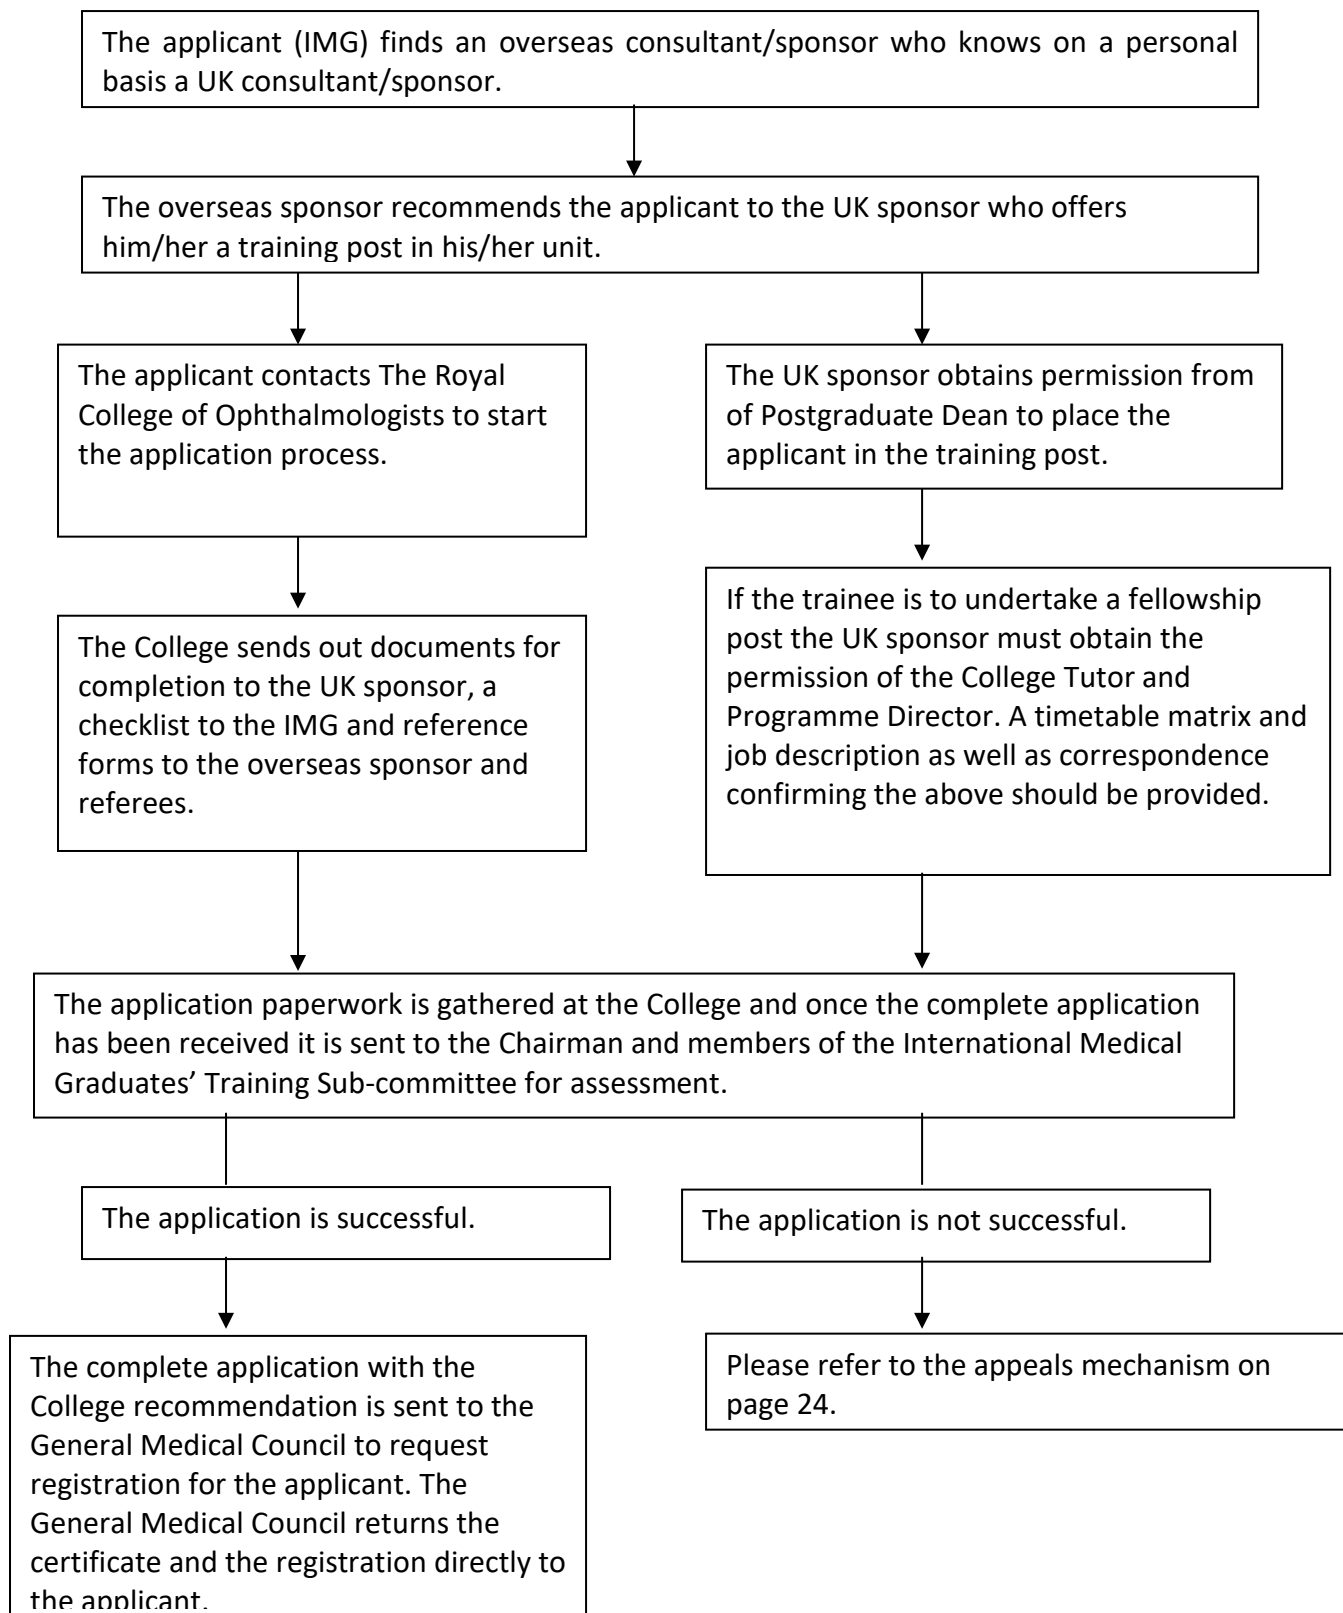 The applicant (IMG) finds an overseas consultant/sponsor who knows on a personal
basis a UK consultant/sponsor.
The overseas sponsor recommends the applicant to the UK sponsor who offers
him/her a training post in his/her unit.
The applicant contacts The Royal
College of Ophthalmologists to start
the application process.
The UK sponsor obtains permission from
of Postgraduate Dean to place the
applicant in the training post.
The College sends out documents for
completion to the UK sponsor, a
checklist to the IMG and reference
forms to the overseas sponsor and
referees.
If the trainee is to undertake a fellowship
post the UK sponsor must obtain the
permission of the College Tutor and
Programme Director. A timetable matrix and
job description as well as correspondence
confirming the above should be provided.
The application paperwork is gathered at the College and once the complete application
has been received it is sent to the Chairman and members of the International Medical
Graduates’ Training Sub-committee for assessment.
The application is successful.
The application is not successful.
The complete application with the
College recommendation is sent to the
General Medical Council to request
registration for the applicant. The
General Medical Council returns the
certificate and the registration directly to
the applicant.
Please refer to the appeals mechanism on
page 24.